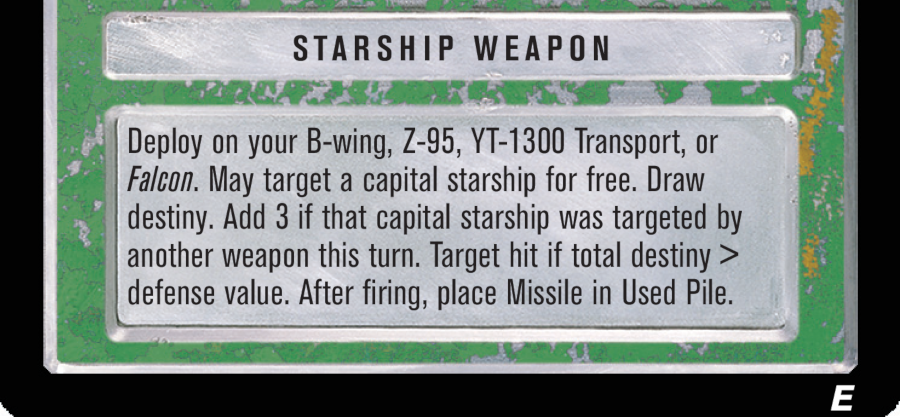 STARSHIP WEAPON
Deploy on your B-wing, Z-95, YT-1300 Transport, or
Falcon. May target a capital starship for free. Draw
destiny. Add 3 if that capital starship was targeted by
another weapon this turn. Target hit if total destiny >
defense value. After firing, place Missile in Used Pile.
E